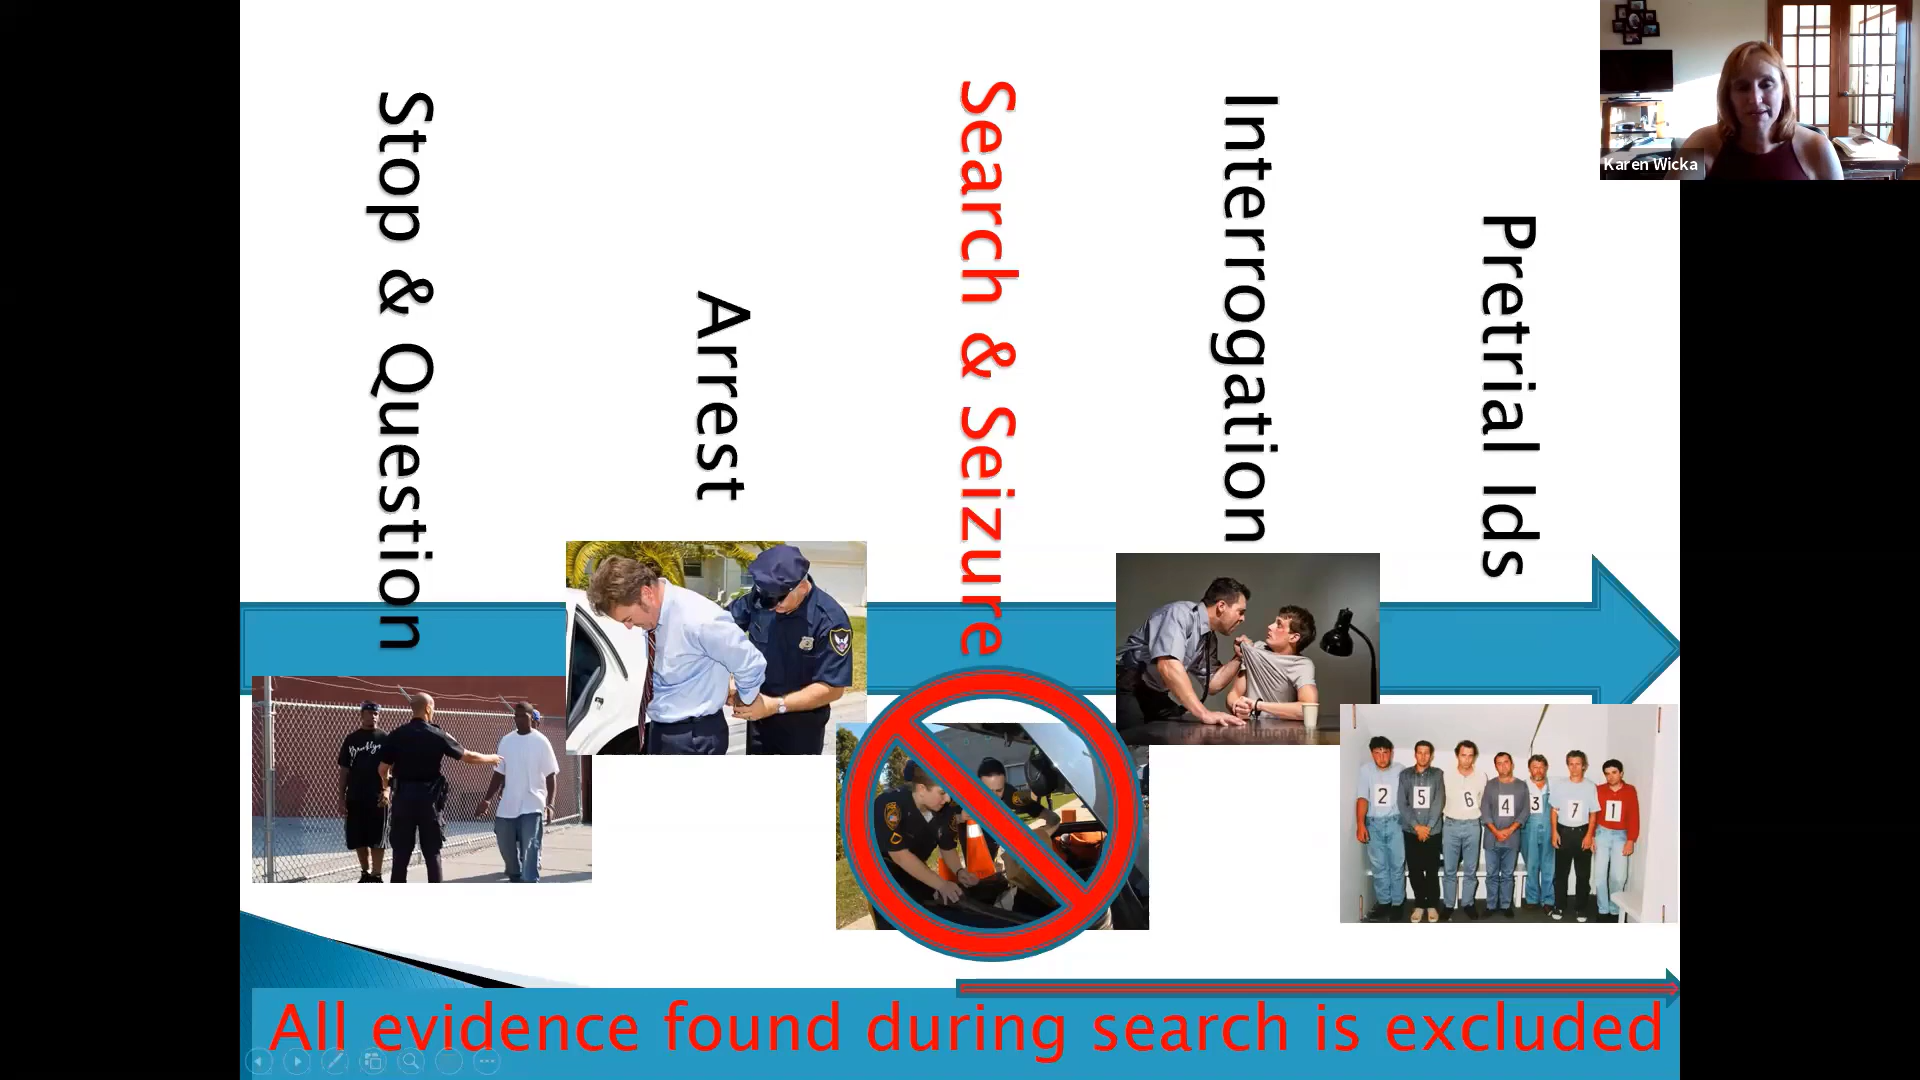 Stop & Question
Arrest
Search & Seizure
Interrogation
Pretrial Ids
Karen Wicka
Brooklyn
2 5 6 4 3 7 1
All evidence found during search is excluded